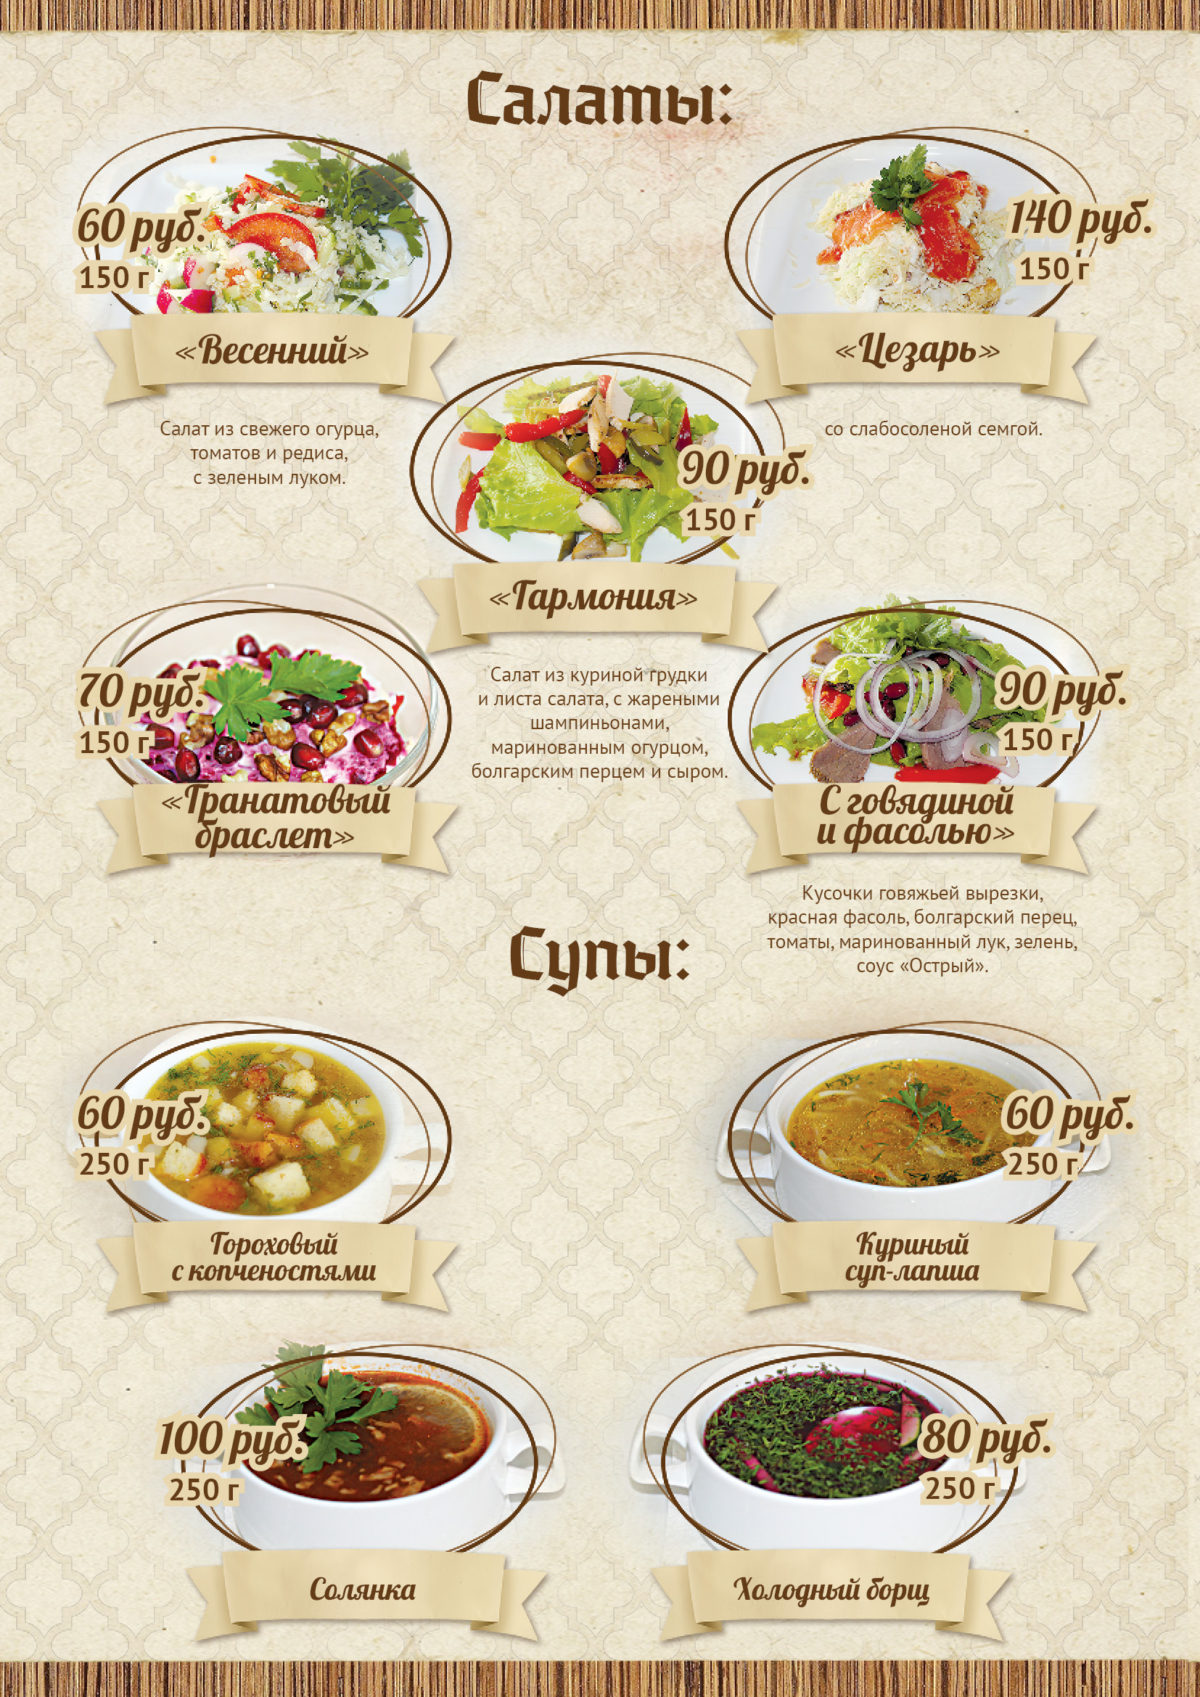 Салаты:
60 руб.
150 г
«Весенний»
Салат из свежего огурца,
томатов и редиса,
с зеленым луком.
140 руб.
150 г
«Цезарь»
со слабосоленой семгой.
90 руб.
150 г
«Гармония»
Салат из куриной грудки
и листа салата, с жареными
шампиньонами,
маринованным огурцом,
болгарским перцем и сыром.
70 руб.
150 г
«Гранатовый
браслет»
90 руб.
150 г
С говядиной
и фасолью»
Кусочки говяжьей вырезки,
красная фасоль, болгарский перец,
томаты, маринованный лук, зелень,
соус «Острый».
Супы:
60 руб.
250 г
Гороховый
с копченостями
60 руб.
250 г
Куриный
суп-лапша
100 руб.
250 г
Солянка
80 руб.
250 г
Холодный борщ